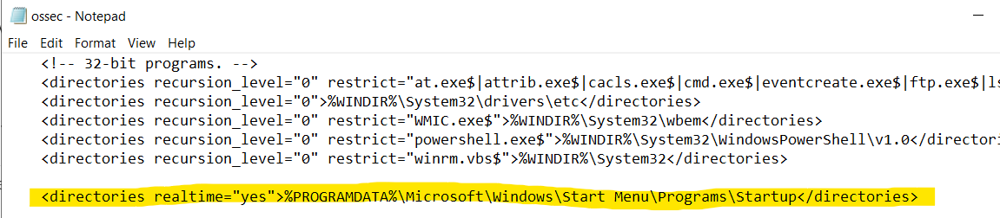 ossec - Notepad
File Edit Format View Help
<!-- 32-bit programs. -->
<directories recursion_level="0" restrict="at.exe$|attrib.exe$|cacls.exe$|cmd.exe$|eventcreate.exe$|ftp.exe$|ls
<directories recursion_level="0">%WINDIR%\System32\drivers\etc</directories>
<directories recursion_level="0" restrict="WMIC.exe$">%WINDIR%\System32\wbem</directories>
<directories recursion_level="0" restrict="powershell.exe$">%WINDIR%\System32\WindowsPowerShell\v1.0</directori
<directories recursion_level="0" restrict="winrm.vbs$">%WINDIR%\System32</directories>
<directories realtime="yes">%PROGRAMDATA%\Microsoft\Windows\Start Menu\Programs\Startup</directories>